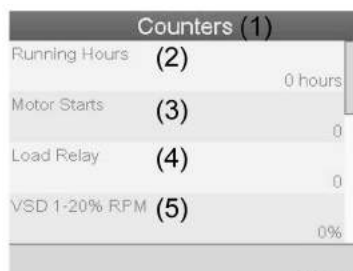 Counters (1)
Running Hours (2)
0 hours
Motor Starts (3)
0
Load Relay (4)
0
VSD 1-20% RPM (5)
0%